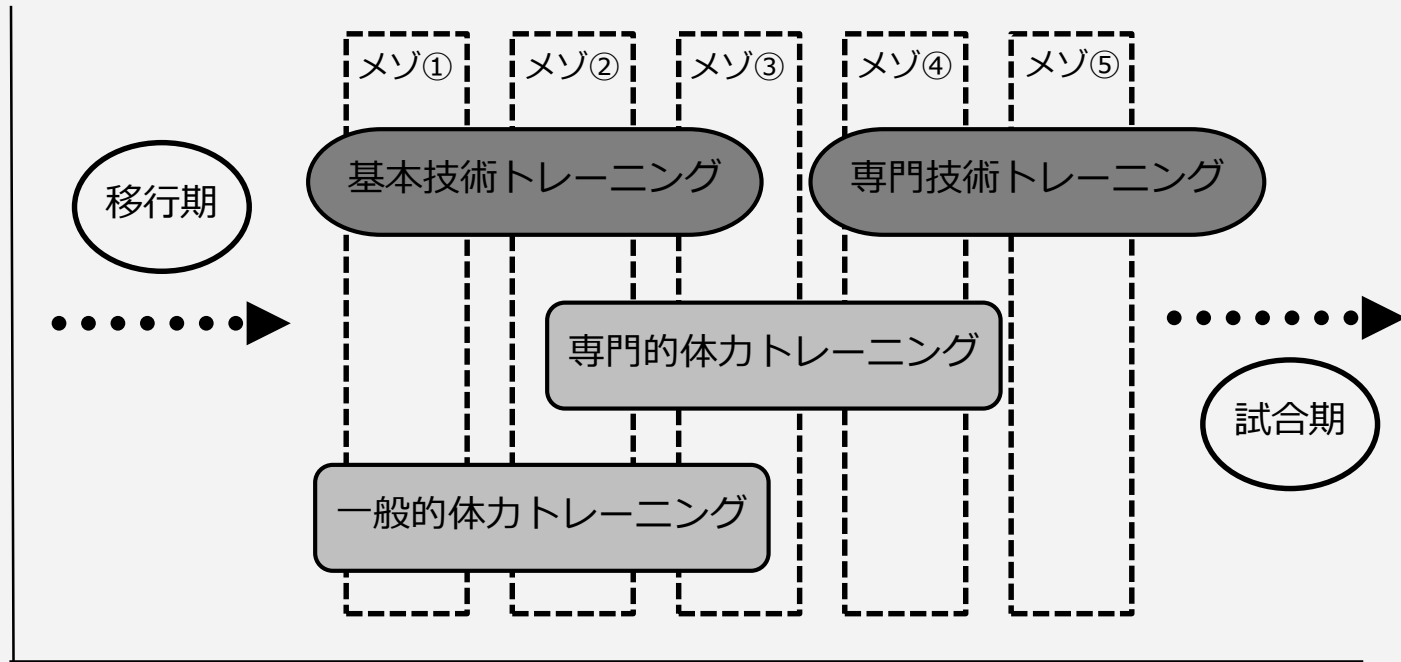 メゾ①
メゾ②
メゾ③
メゾ④
メゾ⑤
基本技術トレーニング
専門技術トレーニング
移行期
専門的体力トレーニング
試合期
一般的体力トレーニング